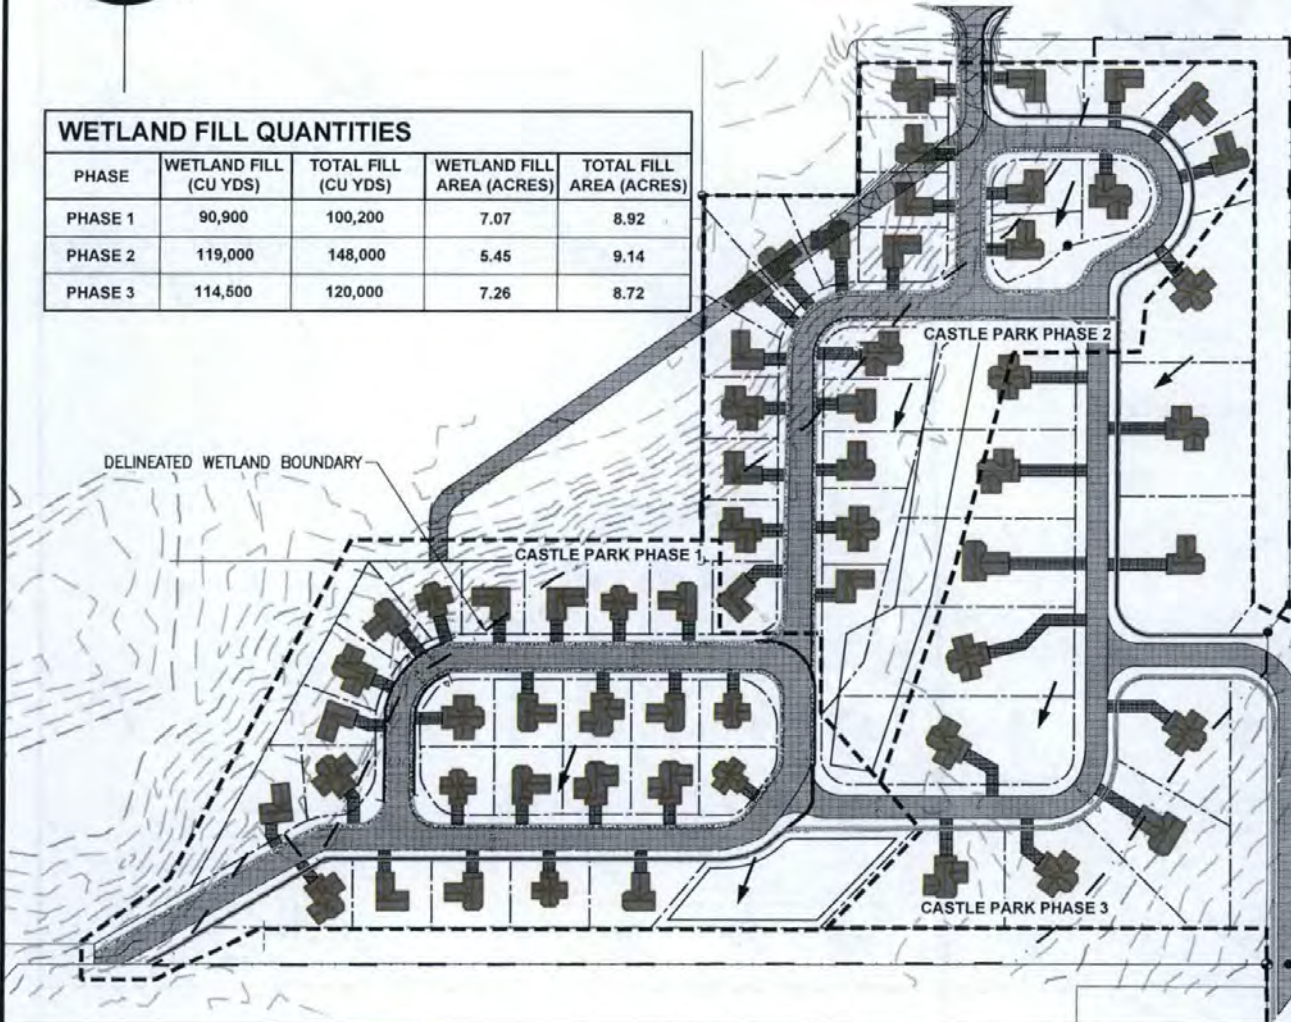 WETLAND FILL QUANTITIES
PHASE WETLAND FILL (CU YDS) TOTAL FILL (CU YDS) WETLAND FILL AREA (ACRES) TOTAL FILL AREA (ACRES)
PHASE 1 90,900 100,200 7.07 8.92
PHASE 2 119,000 148,000 5.45 9.14
PHASE 3 114,500 120,000 7.26 8.72
CASTLE PARK PHASE 2
DELINEATED WETLAND BOUNDARY
CASTLE PARK PHASE 1
CASTLE PARK PHASE 3